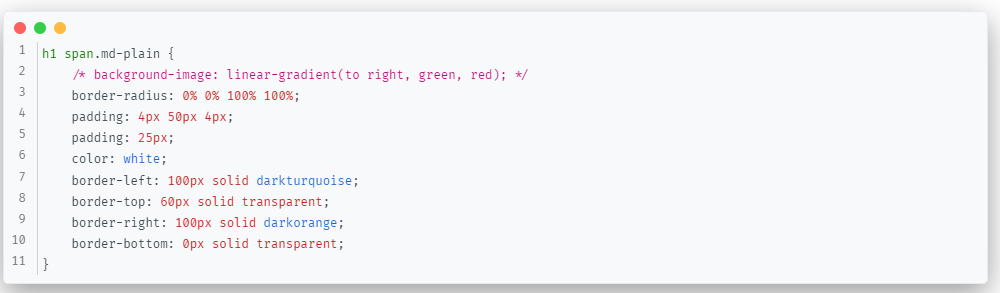 1 h1 span.md-plain {
2 /* background-image: linear-gradient(to right, green, red); */
3 border-radius: 0% 0% 100% 100%;
4 padding: 4px 50px 4px;
5 padding: 25px;
6 color: white;
7 border-left: 100px solid darkturquoise;
8 border-top: 60px solid transparent;
9 border-right: 100px solid darkorange;
10 border-bottom: 0px solid transparent;
11 }